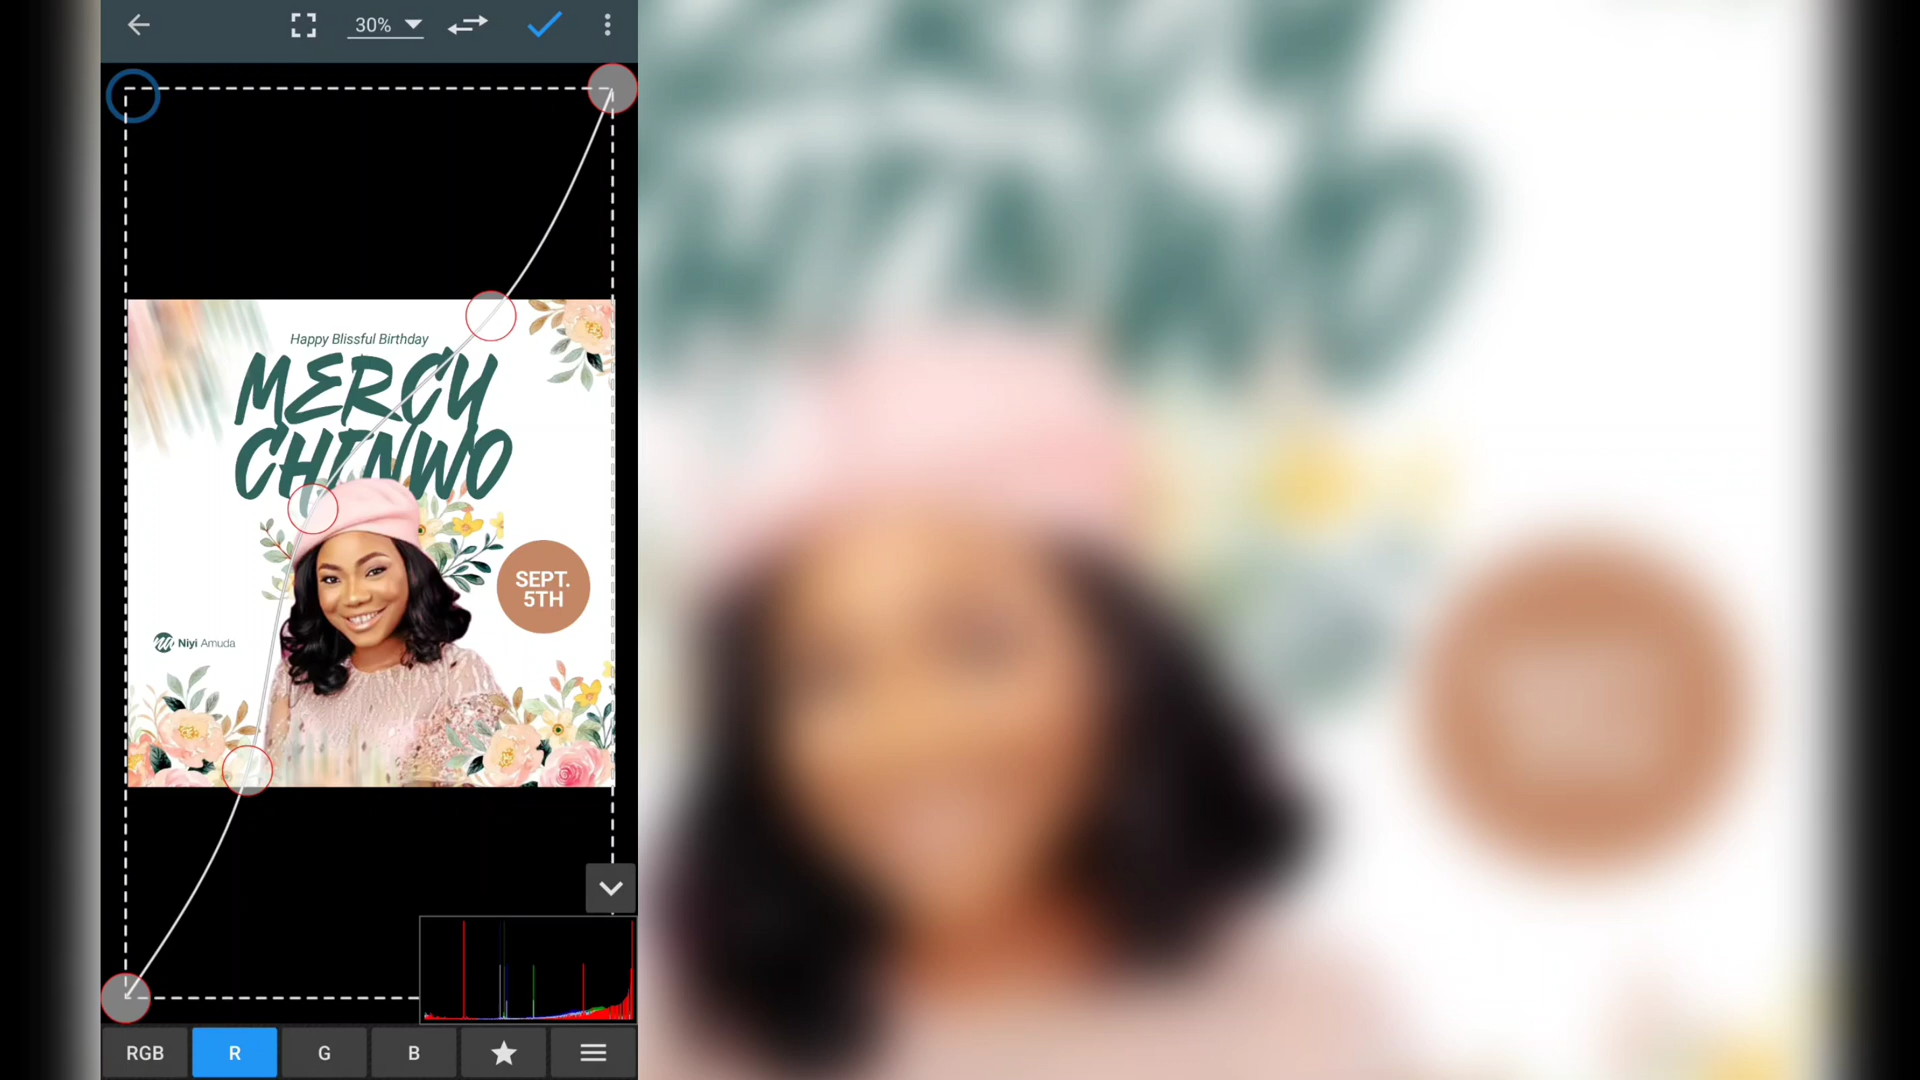 30%
Happy Blissful Birthday
MERCY
CHINWO
SEPT.
5TH
Niyi Amuda
RGB
R
G
B